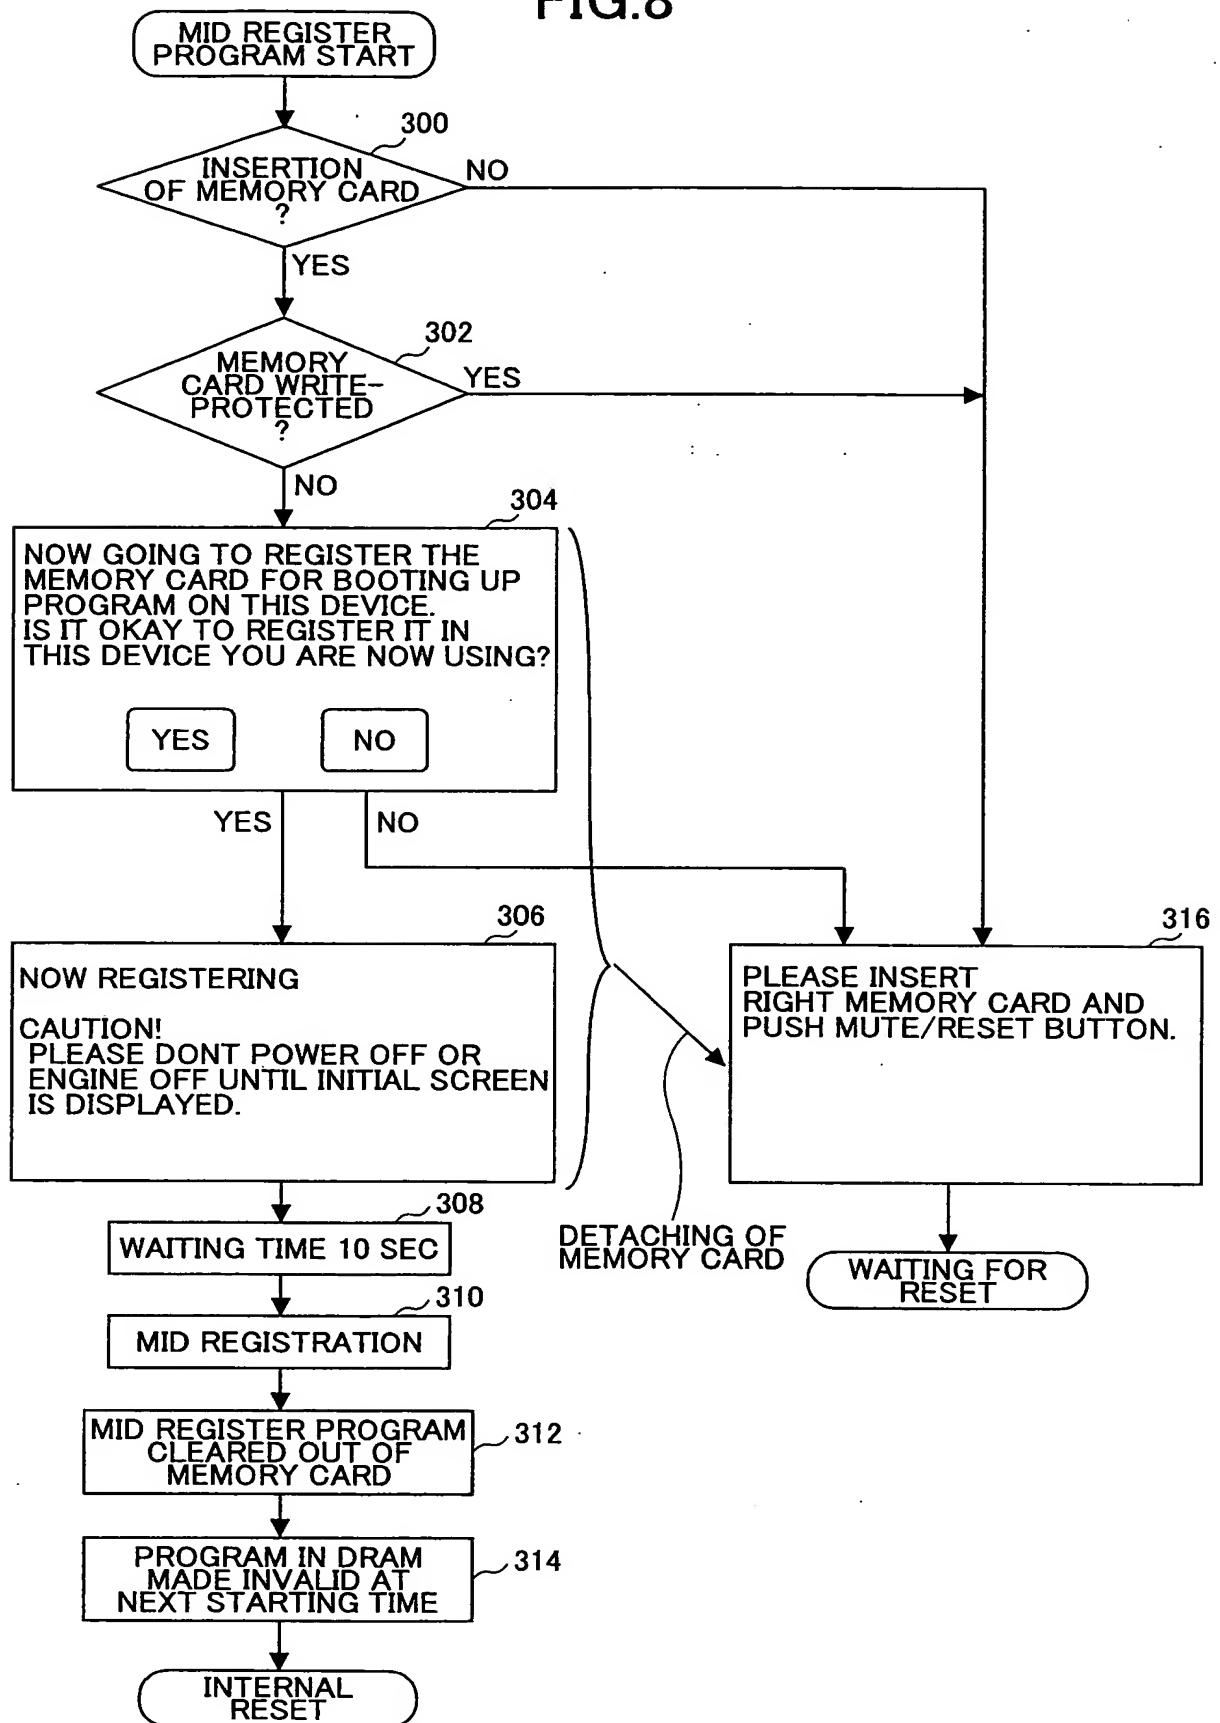 FIG.8
MID REGISTER
PROGRAM START
300
INSERTION
OF MEMORY CARD
?
NO
YES
302
MEMORY
CARD WRITE-
PROTECTED
?
YES
NO
304
NOW GOING TO REGISTER THE
MEMORY CARD FOR BOOTING UP
PROGRAM ON THIS DEVICE.
IS IT OKAY TO REGISTER IT IN
THIS DEVICE YOU ARE NOW USING?
YES
NO
YES
NO
306
NOW REGISTERING
CAUTION!
PLEASE DONT POWER OFF OR
ENGINE OFF UNTIL INITIAL SCREEN
IS DISPLAYED.
316
PLEASE INSERT
RIGHT MEMORY CARD AND
PUSH MUTE/RESET BUTTON.
DETACHING OF
MEMORY CARD
WAITING FOR
RESET
308
WAITING TIME 10 SEC
310
MID REGISTRATION
MID REGISTER PROGRAM
CLEARED OUT OF
MEMORY CARD
312
PROGRAM IN DRAM
MADE INVALID AT
NEXT STARTING TIME
314
INTERNAL
RESET